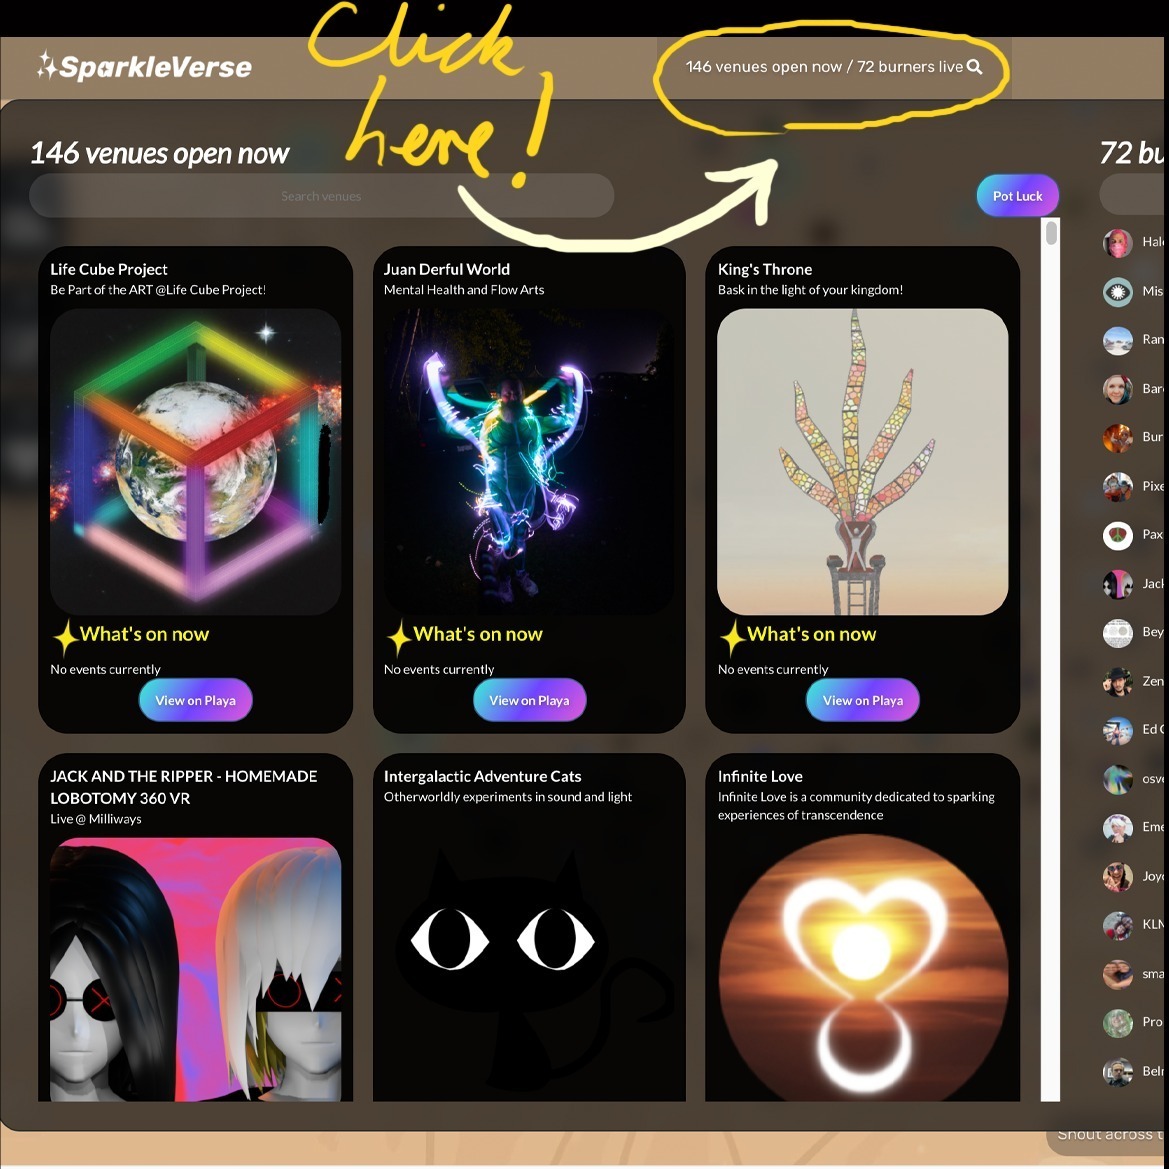 Click
here!
SparkleVerse
146 venues open now / 72 burners live
146 venues open now
72 bu
Search venues
Pot Luck
Life Cube Project
Be Part of the ART @Life Cube Project!
Juan Derful World
Mental Health and Flow Arts
King's Throne
Bask in the light of your kingdom!
What's on now
No events currently
View on Playa
What's on now
No events currently
View on Playa
What's on now
No events currently
View on Playa
JACK AND THE RIPPER - HOMEMADE
LOBOTOMY 360 VR
Live @ Milliways
Intergalactic Adventure Cats
Otherworldly experiments in sound and light
Infinite Love
Infinite Love is a community dedicated to sparking
experiences of transcendence
Hal
Mis
Ran
Bar
Bur
Pixe
Pax
Jac
Bey
Zen
Ed
osv
Eme
Joy
KLN
sma
Pro
Bel
Shout across t